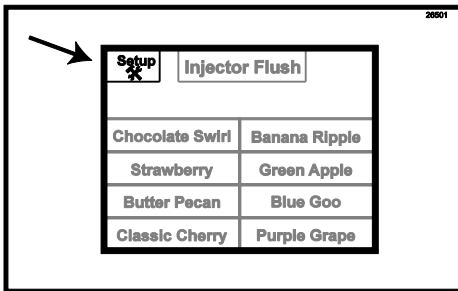 26501
Setup
Injector Flush
Chocolate Swirl Banana Ripple
Strawberry Green Apple
Butter Pecan Blue Goo
Classic Cherry Purple Grape